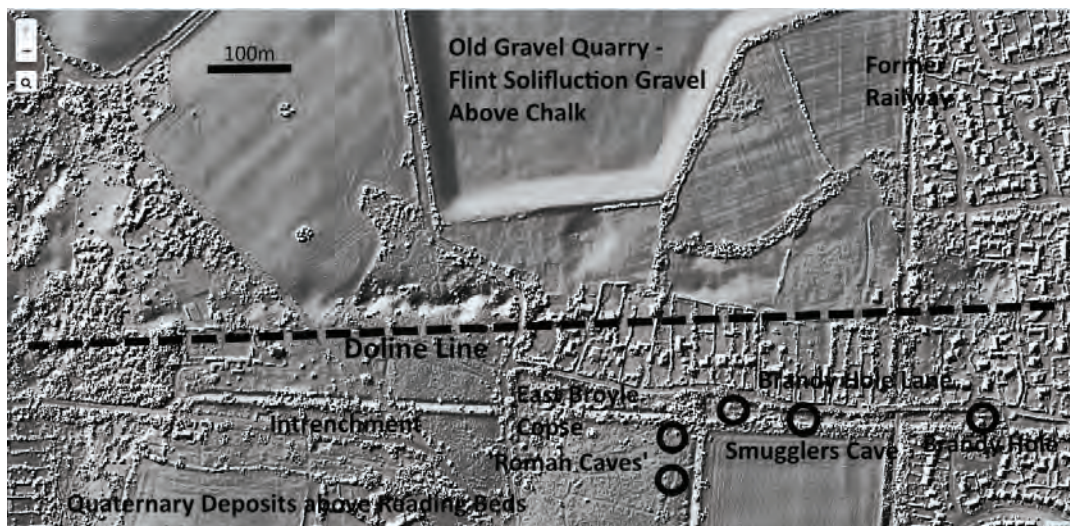 100m
Old Gravel Quarry -
Flint Solifluction Gravel
Above Chalk
Former
Railway
Doline Line
Brandy Hole Lane
East Broyle
Copse
Intrenchment
Smugglers Cave
Brandy Hole
'Roman Caves'
Quaternary Deposits above Reading Beds